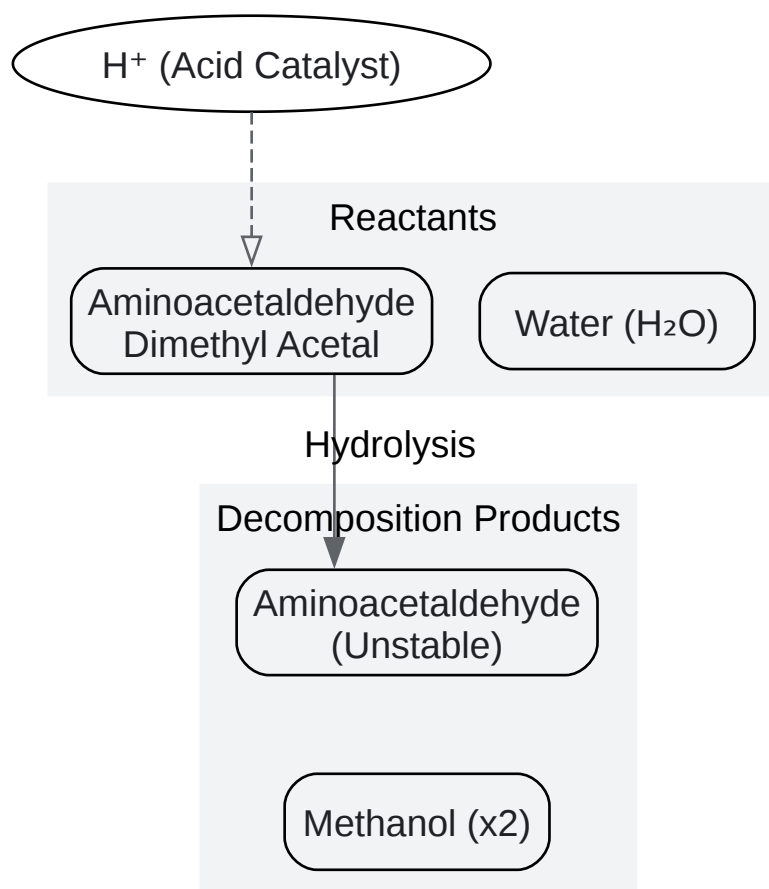 H⁺ (Acid Catalyst)
Reactants
Aminoacetaldehyde
Dimethyl Acetal
Water (H₂O)
Hydrolysis
Decomposition Products
Aminoacetaldehyde
(Unstable)
Methanol (x2)